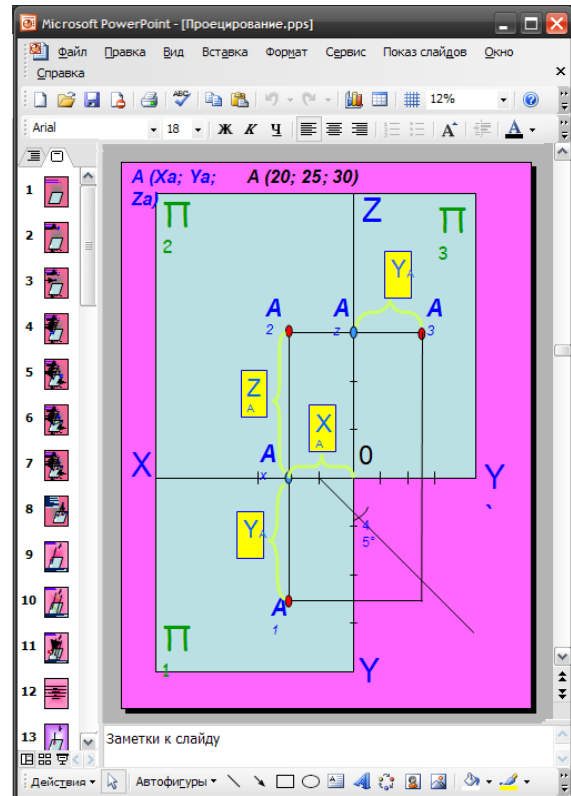 Microsoft PowerPoint - [Проецирование.pps]
Файл Правка Вид Вставка Формат Сервис Показ слайдов Окно
Справка
12%
Arial 18 Ж К Ч А А
A (Xa; Ya; A (20; 25; 30)
Za)
П
2
Z
П
3
YA
A
2
A
z
A
3
Z
A
X
A
A
x
X
0
Y
`
YA
4
5°
A
1
П
1
Y
1
2
3
4
5
6
7
8
9
10
11
12
13
Заметки к слайду
Действия Автофигуры